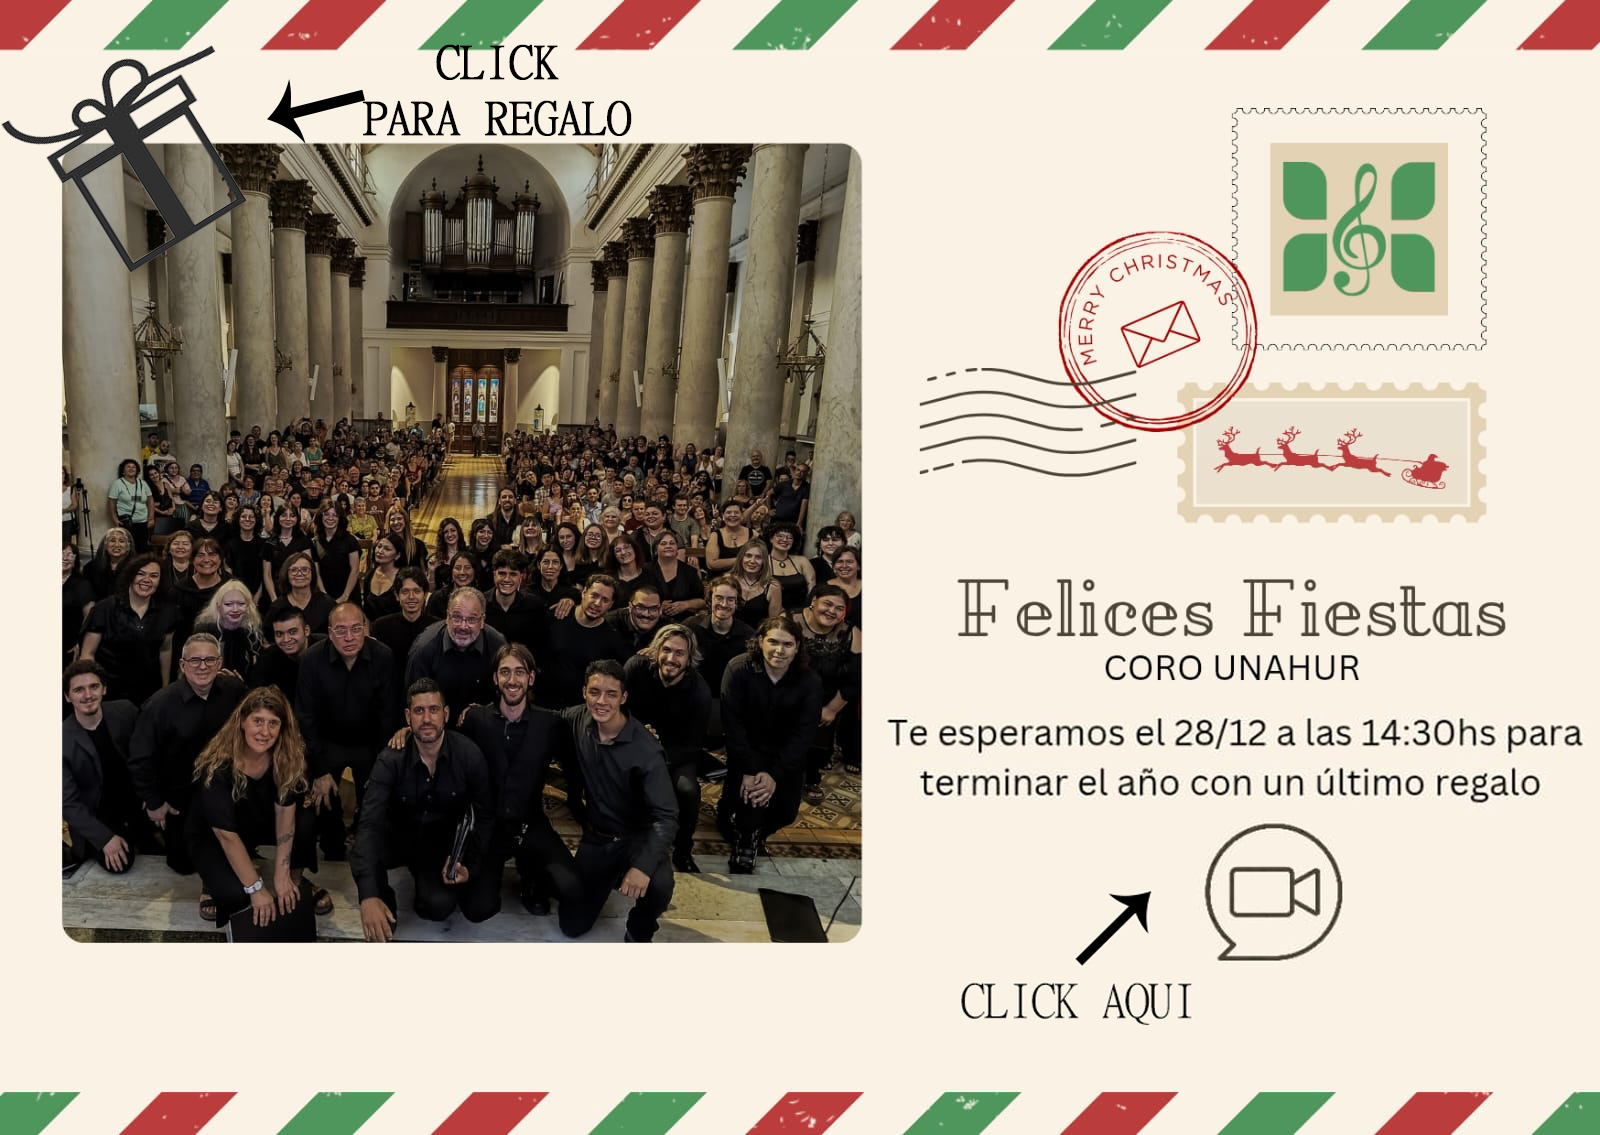 CLICK
PARA REGALO
MERRY CHRISTMAS
Felices Fiestas
CORO UNAHUR
Te esperamos el 28/12 a las 14:30hs para
terminar el año con un último regalo
CLICK AQUI